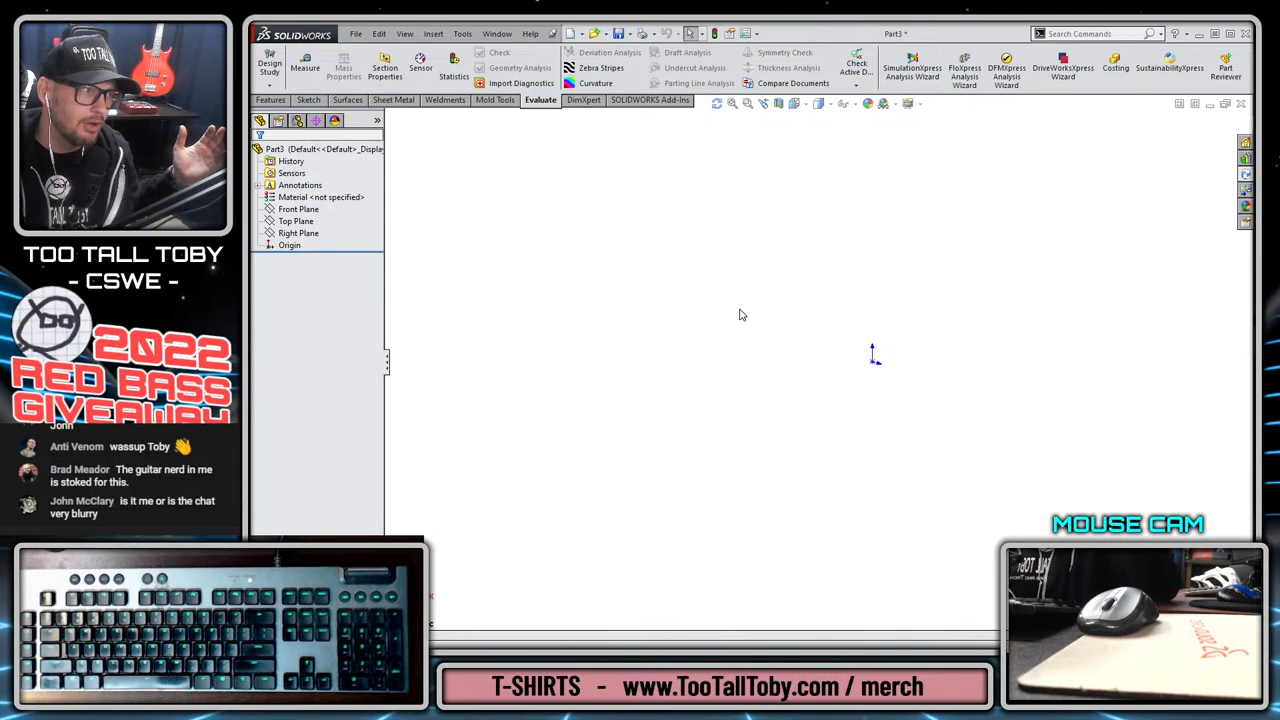 SOLIDWORKS File Edit View Insert Tools Window Help Part3 * Search Commands
Design Study Measure Mass Properties Section Properties Sensor Statistics
Check
Geometry Analysis
Import Diagnostics
Deviation Analysis
Zebra Stripes
Curvature
Draft Analysis
Undercut Analysis
Parting Line Analysis
Symmetry Check
Thickness Analysis
Compare Documents
Check Active D...
SimulationXpress Analysis Wizard
FloXpress Analysis Wizard
DFMXpress Analysis Wizard
DriveWorksXpress Wizard
Costing
SustainabilityXpress
Part Reviewer
Features Sketch Surfaces Sheet Metal Weldments Mold Tools Evaluate DimXpert SOLIDWORKS Add-Ins
Part3 (Default<<Default>_Display
History
Sensors
Annotations
Material <not specified>
Front Plane
Top Plane
Right Plane
Origin
TOO TALL TOBY
- CSWE -
2022
RED BASS
GIVEAWAY
John
Anti Venom wassup Toby 👋
Brad Meador The guitar nerd in me
is stoked for this.
John McClary is it me or is the chat
very blurry
MOUSE CAM
T-SHIRTS - www.TooTallToby.com / merch